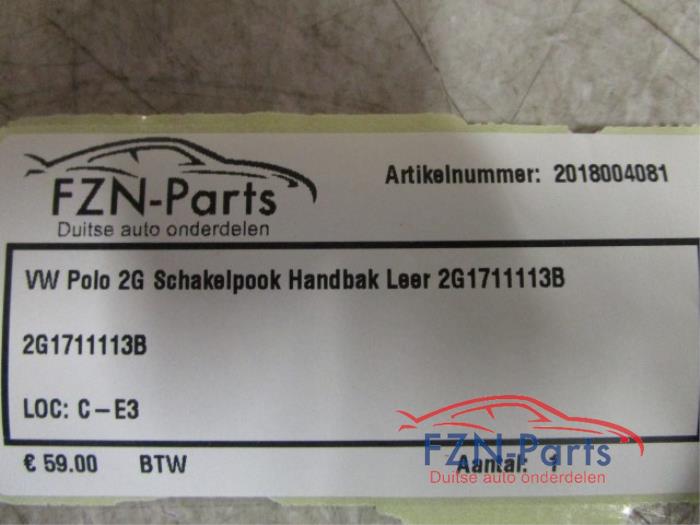 FZN-Parts
Duitse auto onderdelen
Artikelnummer: 2018004081
VW Polo 2G Schakelpook Handbak Leer 2G1711113B
2G1711113B
LOC: C-E3
€ 59.00 BTW Aantal: 1
FZN-Parts
Duitse auto onderdelen